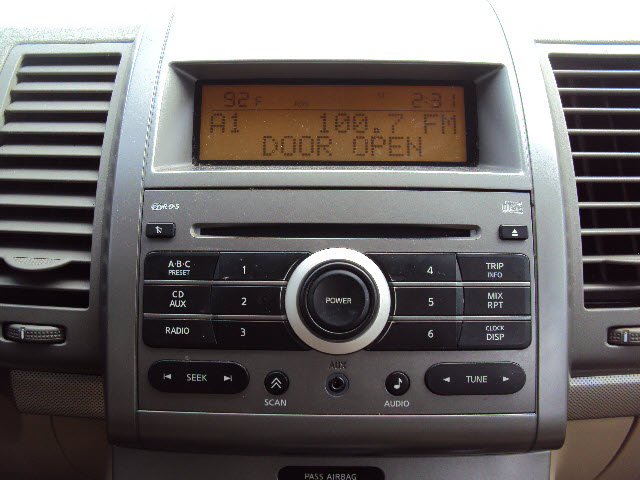 92 F 2:31
A1 100.7 FM
DOOR OPEN
RDS
A·B·C 1 4 TRIP
PRESET INFO
CD 2 5 MIX
AUX RPT
POWER
RADIO 3 6 CLOCK
DISP
AUX
SEEK TUNE
SCAN AUDIO
PASS AIRBAG